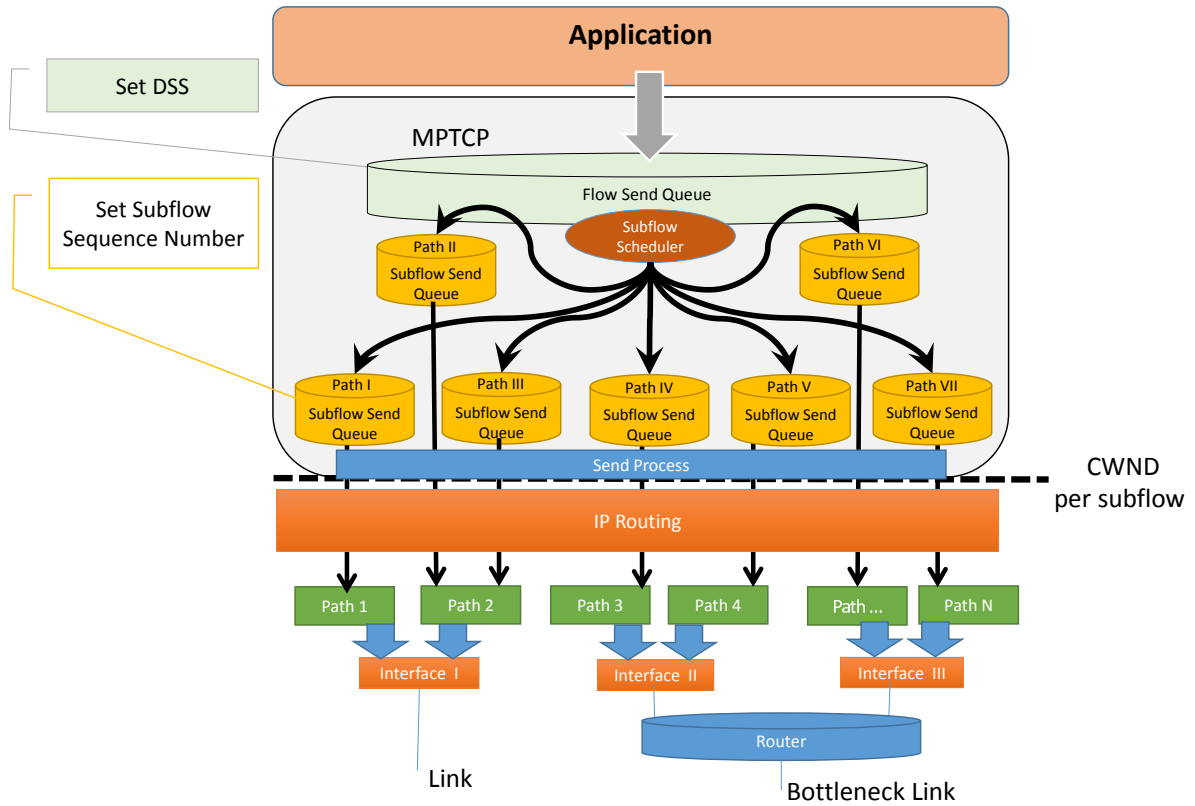 Application
Set DSS
MPTCP
Flow Send Queue
Set Subflow
Sequence Number
Subflow
Scheduler
Path II
Subflow Send
Queue
Path VI
Subflow Send
Queue
Path I
Subflow Send
Queue
Path III
Subflow Send
Queue
Path IV
Subflow Send
Queue
Path V
Subflow Send
Queue
Path VII
Subflow Send
Queue
Send Process
CWND
per subflow
IP Routing
Path 1
Path 2
Path 3
Path 4
Path ...
Path N
Interface I
Interface II
Interface III
Router
Link
Bottleneck Link